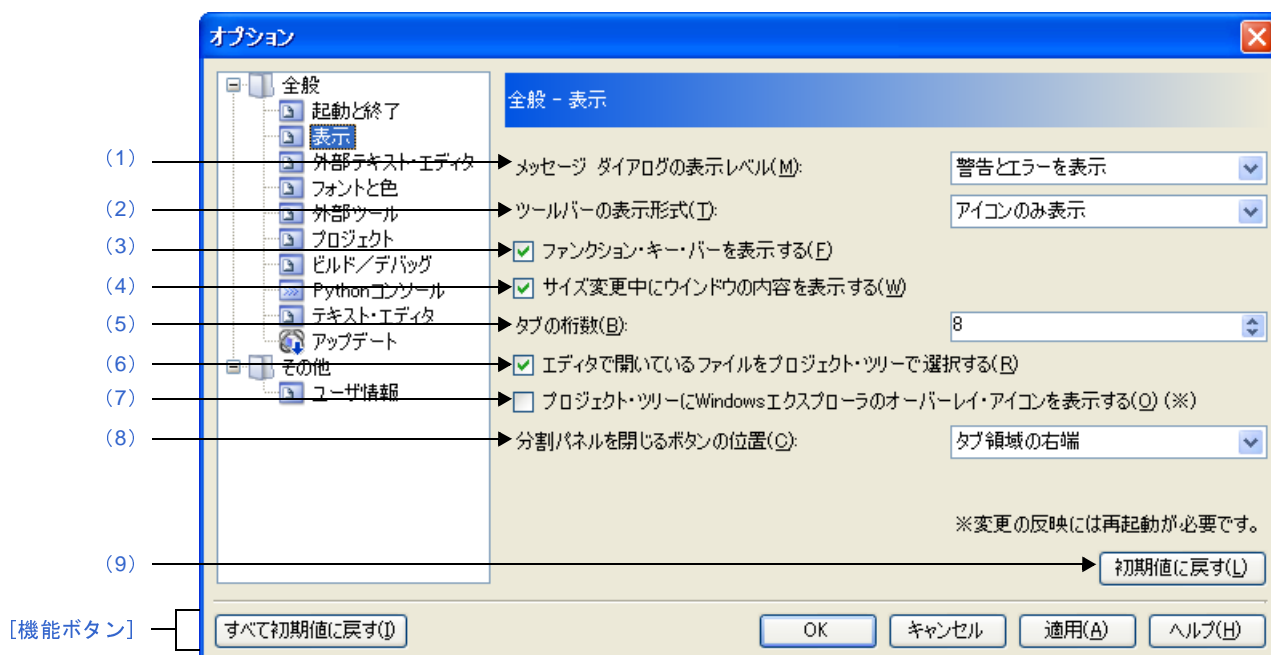 オプション
全般
起動と終了
表示
外部テキスト・エディタ
フォントと色
外部ツール
プロジェクト
ビルド／デバッグ
Pythonコンソール
テキスト・エディタ
アップデート
その他
ユーザ情報
全般 - 表示
(1) メッセージ ダイアログの表示レベル(M): 警告とエラーを表示
(2) ツールバーの表示形式(T): アイコンのみ表示
(3) ファンクション・キー・バーを表示する(F)
(4) サイズ変更中にウインドウの内容を表示する(W)
(5) タブの桁数(B): 8
(6) エディタで開いているファイルをプロジェクト・ツリーで選択する(R)
(7) プロジェクト・ツリーにWindowsエクスプローラのオーバーレイ・アイコンを表示する(O) (※)
(8) 分割パネルを閉じるボタンの位置(C): タブ領域の右端
※変更の反映には再起動が必要です。
(9) 初期値に戻す(L)
[機能ボタン] すべて初期値に戻す(I) OK キャンセル 適用(A) ヘルプ(H)